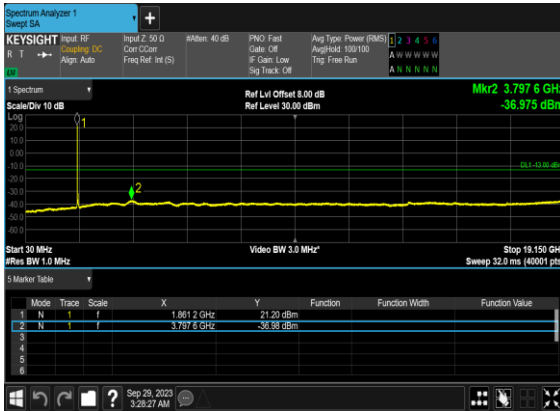 Spectrum Analyzer 1
Swept SA
+
KEYSIGHT Input: RF Input Z: 50 Ω #Atten: 40 dB PNO: Fast Avg Type: Power (RMS) 1 2 3 4 5 6
R T Coupling: DC Corr CCorr Gate: Off Avg|Hold: 100/100 A W W W W W
Align: Auto Freq Ref: Int (S) IF Gain: Low Trig: Free Run
Sig Track: Off A N N N N N
1 Spectrum Ref Lvl Offset 8.00 dB Mkr2 3.797 6 GHz
Scale/Div 10 dB Ref Level 30.00 dBm -36.975 dBm
Log
1
20.0
10.0
0.00
-10.0
DL1 -13.00 dBm
-20.0
-30.0
2
-40.0
-50.0
-60.0
Start 30 MHz Video BW 3.0 MHz* Stop 19.150 GHz
#Res BW 1.0 MHz Sweep 32.0 ms (40001 pts)
5 Marker Table
Mode Trace Scale X Y Function Function Width Function Value
1 N 1 f 1.861 2 GHz 21.20 dBm
2 N 1 f 3.797 6 GHz -36.98 dBm
3
4
5
6
? Sep 29, 2023
3:28:27 AM